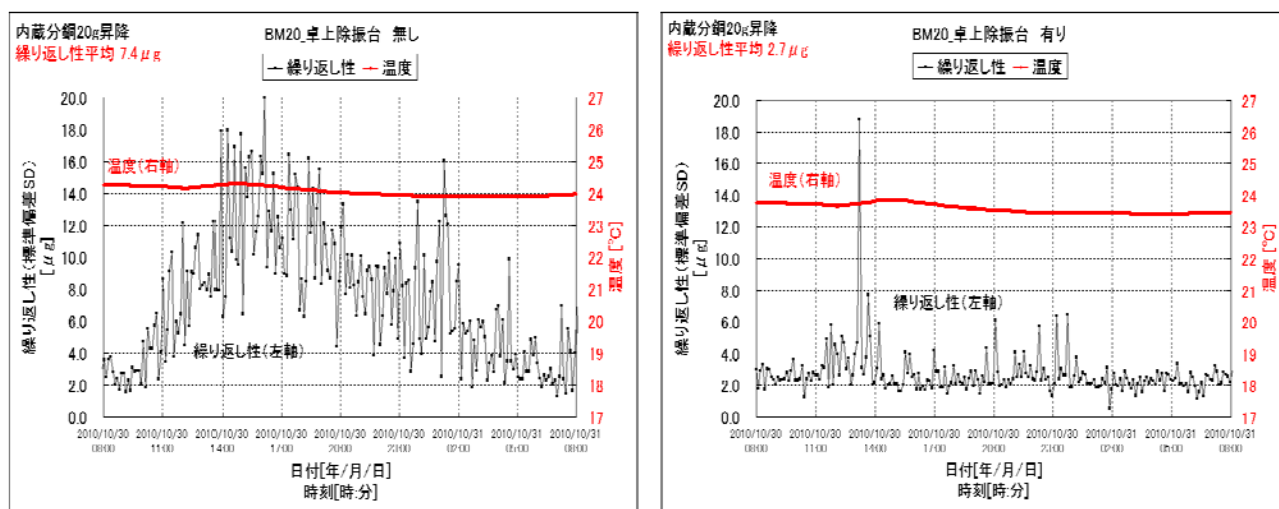 内蔵分銅20g昇降
BM20_卓上除振台 無し
繰り返し性平均 7.4μg
繰り返し性 温度
20.0
18.0
16.0
14.0
12.0
10.0
8.0
6.0
4.0
2.0
0.0
繰り返し性(標準偏差SD)
[μg]
温度(右軸)
繰り返し性(左軸)
27
26
25
24
23
22
21
20
19
18
17
温度 [℃]
2010/10/30 2010/10/30 2010/10/30 2010/10/30 2010/10/30 2010/10/30 2010/10/31 2010/10/31 2010/10/31
08:00 11:00 14:00 17:00 20:00 23:00 02:00 05:00 08:00
日付[年/月/日]
時刻[時:分]
内蔵分銅20g昇降
BM20_卓上除振台 有り
繰り返し性平均 2.7μg
繰り返し性 温度
20.0
18.0
16.0
14.0
12.0
10.0
8.0
6.0
4.0
2.0
0.0
繰り返し性(標準偏差SD)
[μg]
温度(右軸)
繰り返し性(左軸)
27
26
25
24
23
22
21
20
19
18
17
温度 [℃]
2010/10/30 2010/10/30 2010/10/30 2010/10/30 2010/10/30 2010/10/30 2010/10/31 2010/10/31 2010/10/31
08:00 11:00 14:00 17:00 20:00 23:00 02:00 05:00 08:00
日付[年/月/日]
時刻[時:分]